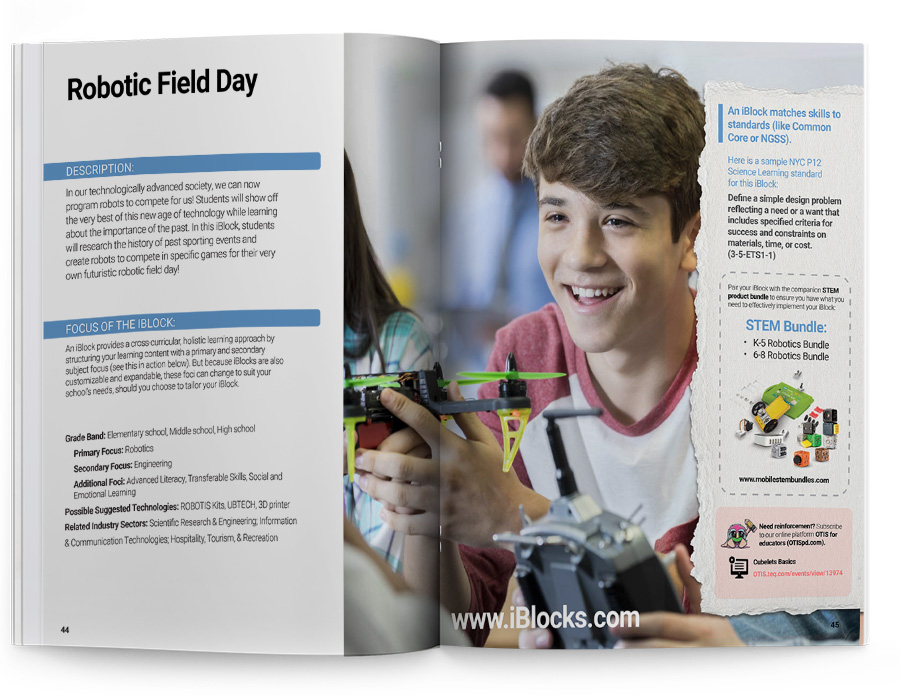 Robotic Field Day
DESCRIPTION:
In our technologically advanced society, we can now
program robots to compete for us! Students will show off
the very best of this new age of technology while learning
about the importance of the past. In this iBlock, students
will research the history of past sporting events and
create robots to compete in specific games for their very
own futuristic robotic field day!
FOCUS OF THE IBLOCK:
An iBlock provides a cross-curricular, holistic learning approach by
structuring your learning content with a primary and secondary
subject focus (see this in action below). But because iBlocks are also
customizable and expandable, these foci can change to suit your
school's needs, should you choose to tailor your iBlock.
Grade Band: Elementary school, Middle school, High school
Primary Focus: Robotics
Secondary Focus: Engineering
Additional Foci: Advanced Literacy, Transferable Skills, Social and
Emotional Learning
Possible Suggested Technologies: ROBOTIS Kits, UBTECH, 3D printer
Related Industry Sectors: Scientific Research & Engineering; Information
& Communication Technologies; Hospitality, Tourism, & Recreation
44
An iBlock matches skills to
standards (like Common
Core or NGSS).
Here is a sample NYC P12
Science Learning standard
for this iBlock:
Define a simple design problem
reflecting a need or a want that
includes specified criteria for
success and constraints on
materials, time, or cost.
(3-5-ETS1-1)
Pair your iBlock with the companion STEM
product bundle to ensure you have what you
need to effectively implement your iBlock:
STEM Bundle:
• K-5 Robotics Bundle
• 6-8 Robotics Bundle
www.mobilestembundles.com
Need reinforcement? Subscribe
to our online platform OTIS for
educators (OTISpd.com).
Cubelets Basics
OTIS.teq.com/events/view/13974
www.iBlocks.com
45